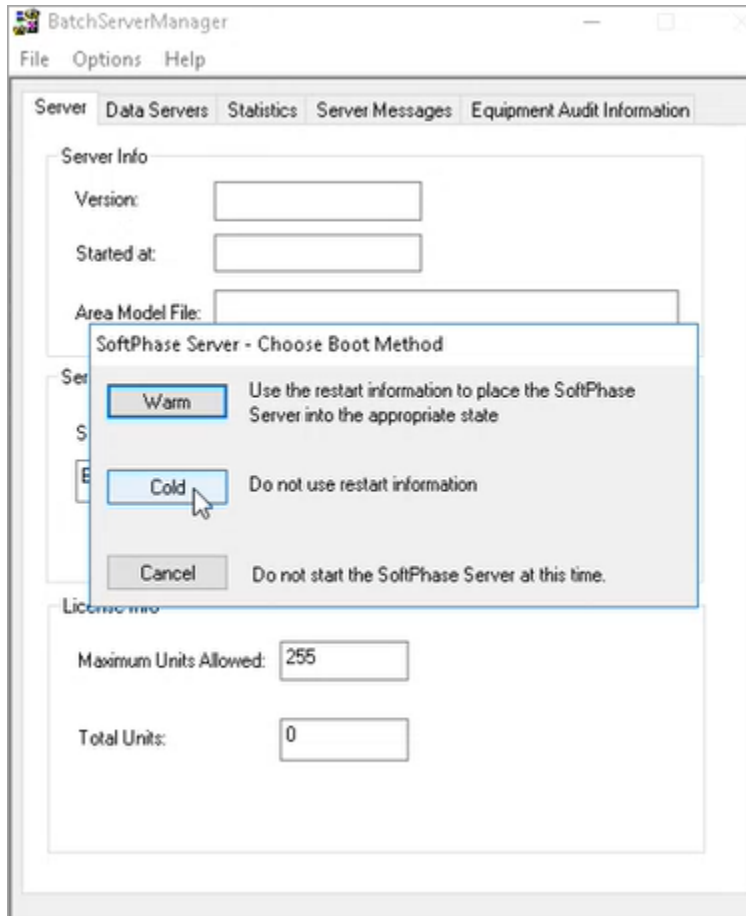 BatchServerManager
File Options Help
Server Data Servers Statistics Server Messages Equipment Audit Information
Server Info
Version:
Started at:
Area Model File:
SoftPhase Server - Choose Boot Method
Ser
Warm
Use the restart information to place the SoftPhase
Server into the appropriate state
S
Cold
Do not use restart information
Cancel
Do not start the SoftPhase Server at this time.
Maximum Units Allowed: 255
Total Units: 0